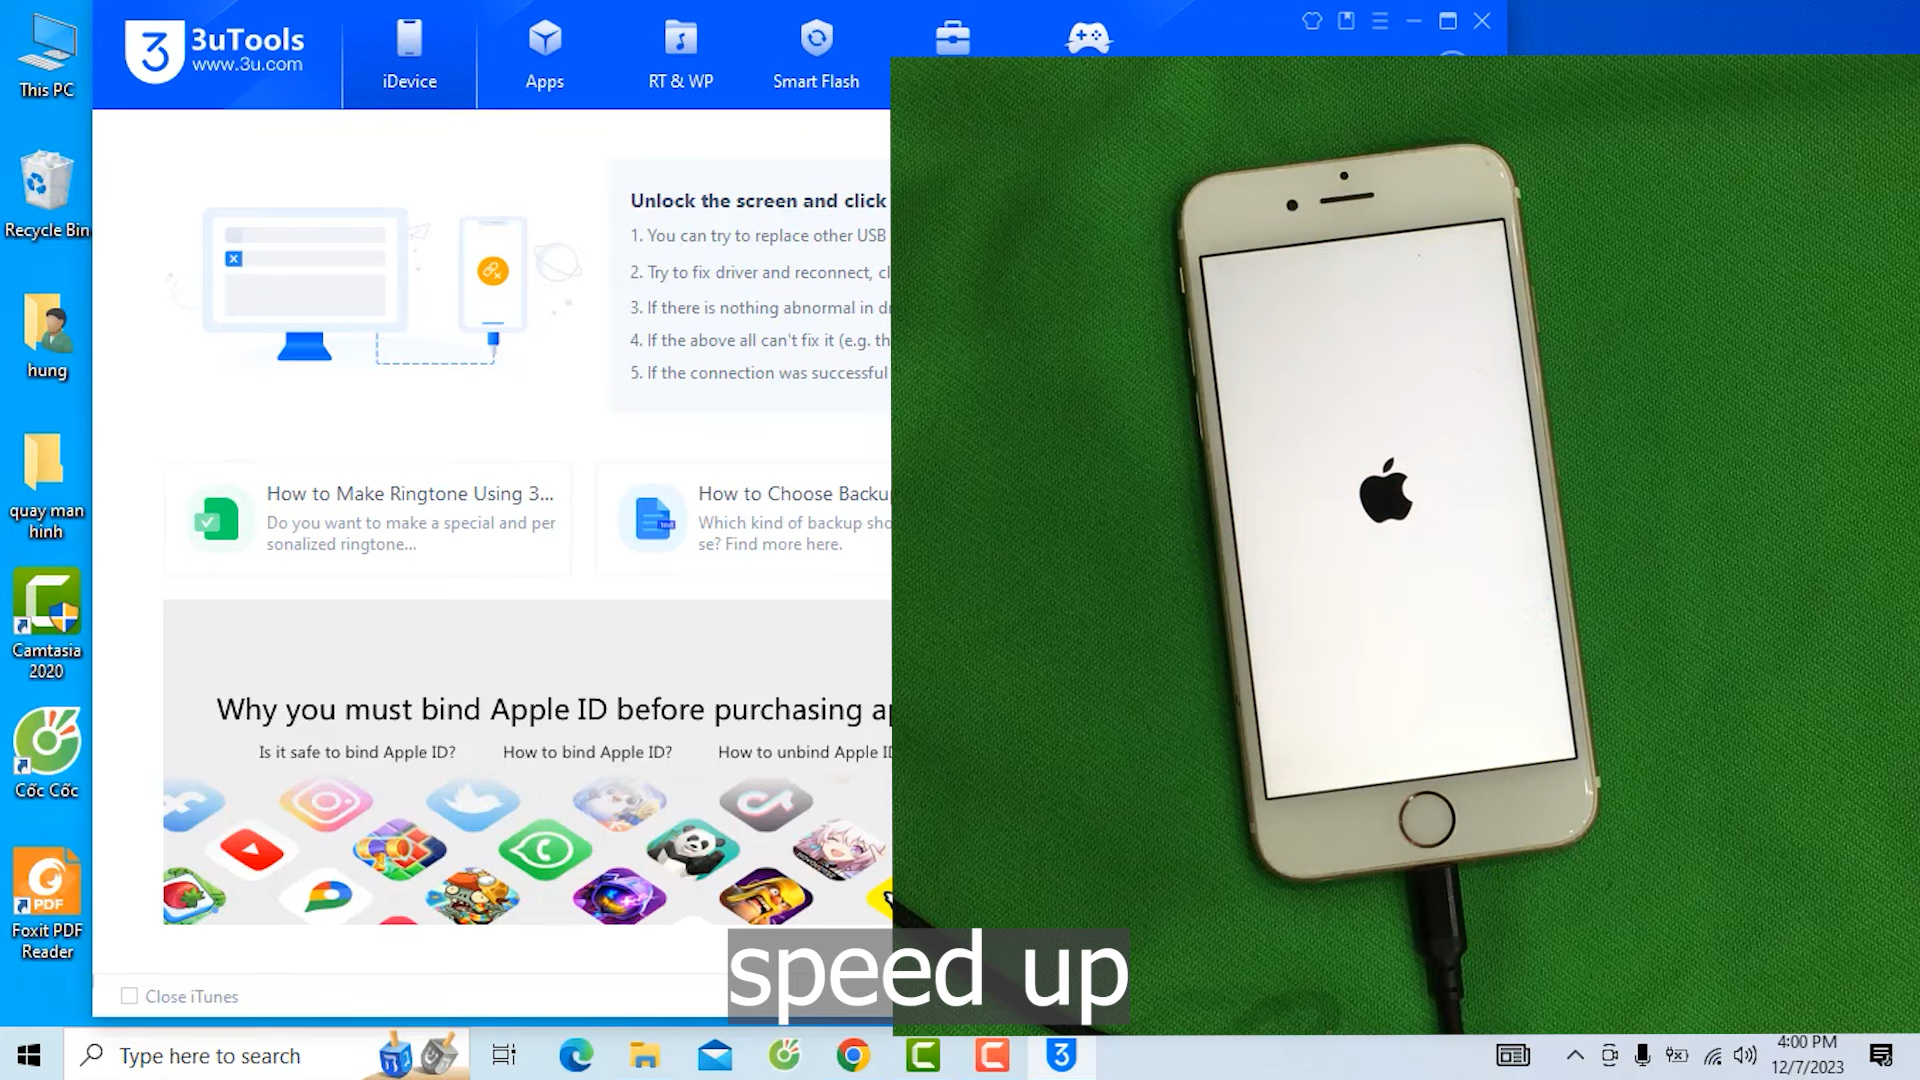 This PC
Recycle Bin
hung
quay man
hinh
Camtasia
2020
Cốc Cốc
PDF
Foxit PDF
Reader
3
3uTools
www.3u.com
iDevice
Apps
RT & WP
Smart Flash
Unlock the screen and click
1. You can try to replace other USB
2. Try to fix driver and reconnect, cl
3. If there is nothing abnormal in d
4. If the above all can't fix it (e.g. th
5. If the connection was successful
How to Make Ringtone Using 3...
Do you want to make a special and per
sonalized ringtone...
How to Choose Backu
Which kind of backup sho
se? Find more here.
Why you must bind Apple ID before purchasing a
Is it safe to bind Apple ID?
How to bind Apple ID?
How to unbind Apple I
speed up
Close iTunes
Type here to search
3
4:00 PM
12/7/2023